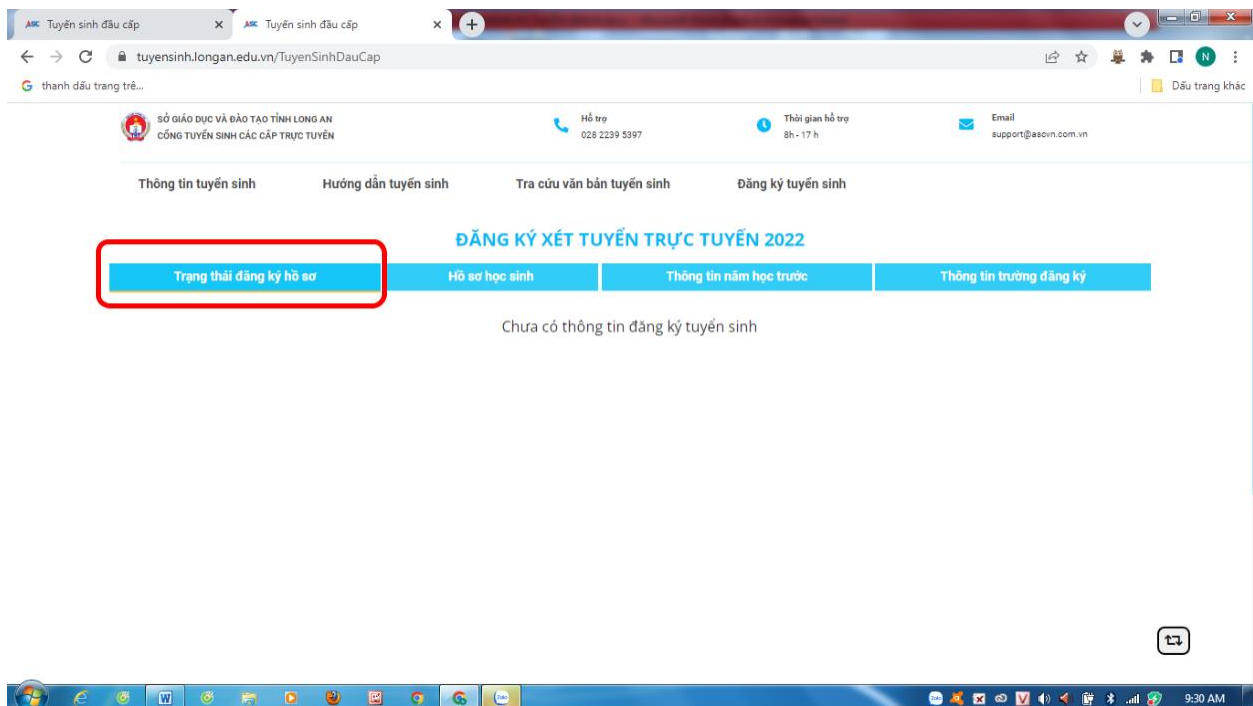 ASC Tuyển sinh đầu cấp
ASC Tuyển sinh đầu cấp
tuyensinh.longan.edu.vn/TuyenSinhDauCap
N
G thanh dấu trang trê...
Dấu trang khác
SỞ GIÁO DỤC VÀ ĐÀO TẠO TỈNH LONG AN
CỔNG TUYỂN SINH CÁC CẤP TRỰC TUYẾN
Hỗ trợ
028 2239 5397
Thời gian hỗ trợ
8h - 17 h
Email
support@ascvn.com.vn
Thông tin tuyển sinh
Hướng dẫn tuyển sinh
Tra cứu văn bản tuyển sinh
Đăng ký tuyển sinh
ĐĂNG KÝ XÉT TUYỂN TRỰC TUYẾN 2022
Trạng thái đăng ký hồ sơ
Hồ sơ học sinh
Thông tin năm học trước
Thông tin trường đăng ký
Chưa có thông tin đăng ký tuyển sinh
9:30 AM